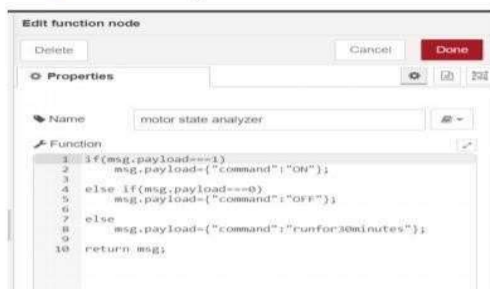 Edit function node
Delete Cancel Done
Properties
Name motor state analyzer
Function
1 if(msg.payload===1)
2 msg.payload={"command":"ON"};
3
4 else if(msg.payload===0)
5 msg.payload={"command":"OFF"};
6
7 else
8 msg.payload={"command":"runfor30minutes"};
9
10 return msg;